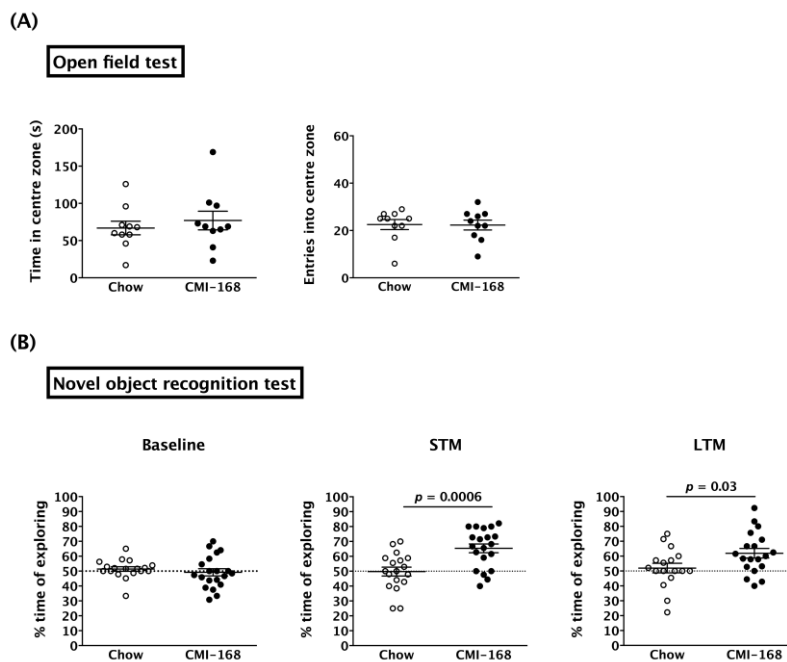 (A)
Open field test
Time in centre zone (s)
200
150
100
50
0
Chow
CMI-168
Entries into centre zone
60
40
20
0
Chow
CMI-168
(B)
Novel object recognition test
Baseline
% time of exploring
100
90
80
70
60
50
40
30
20
10
0
Chow
CMI-168
STM
p = 0.0006
% time of exploring
100
90
80
70
60
50
40
30
20
10
0
Chow
CMI-168
LTM
p = 0.03
% time of exploring
100
90
80
70
60
50
40
30
20
10
0
Chow
CMI-168